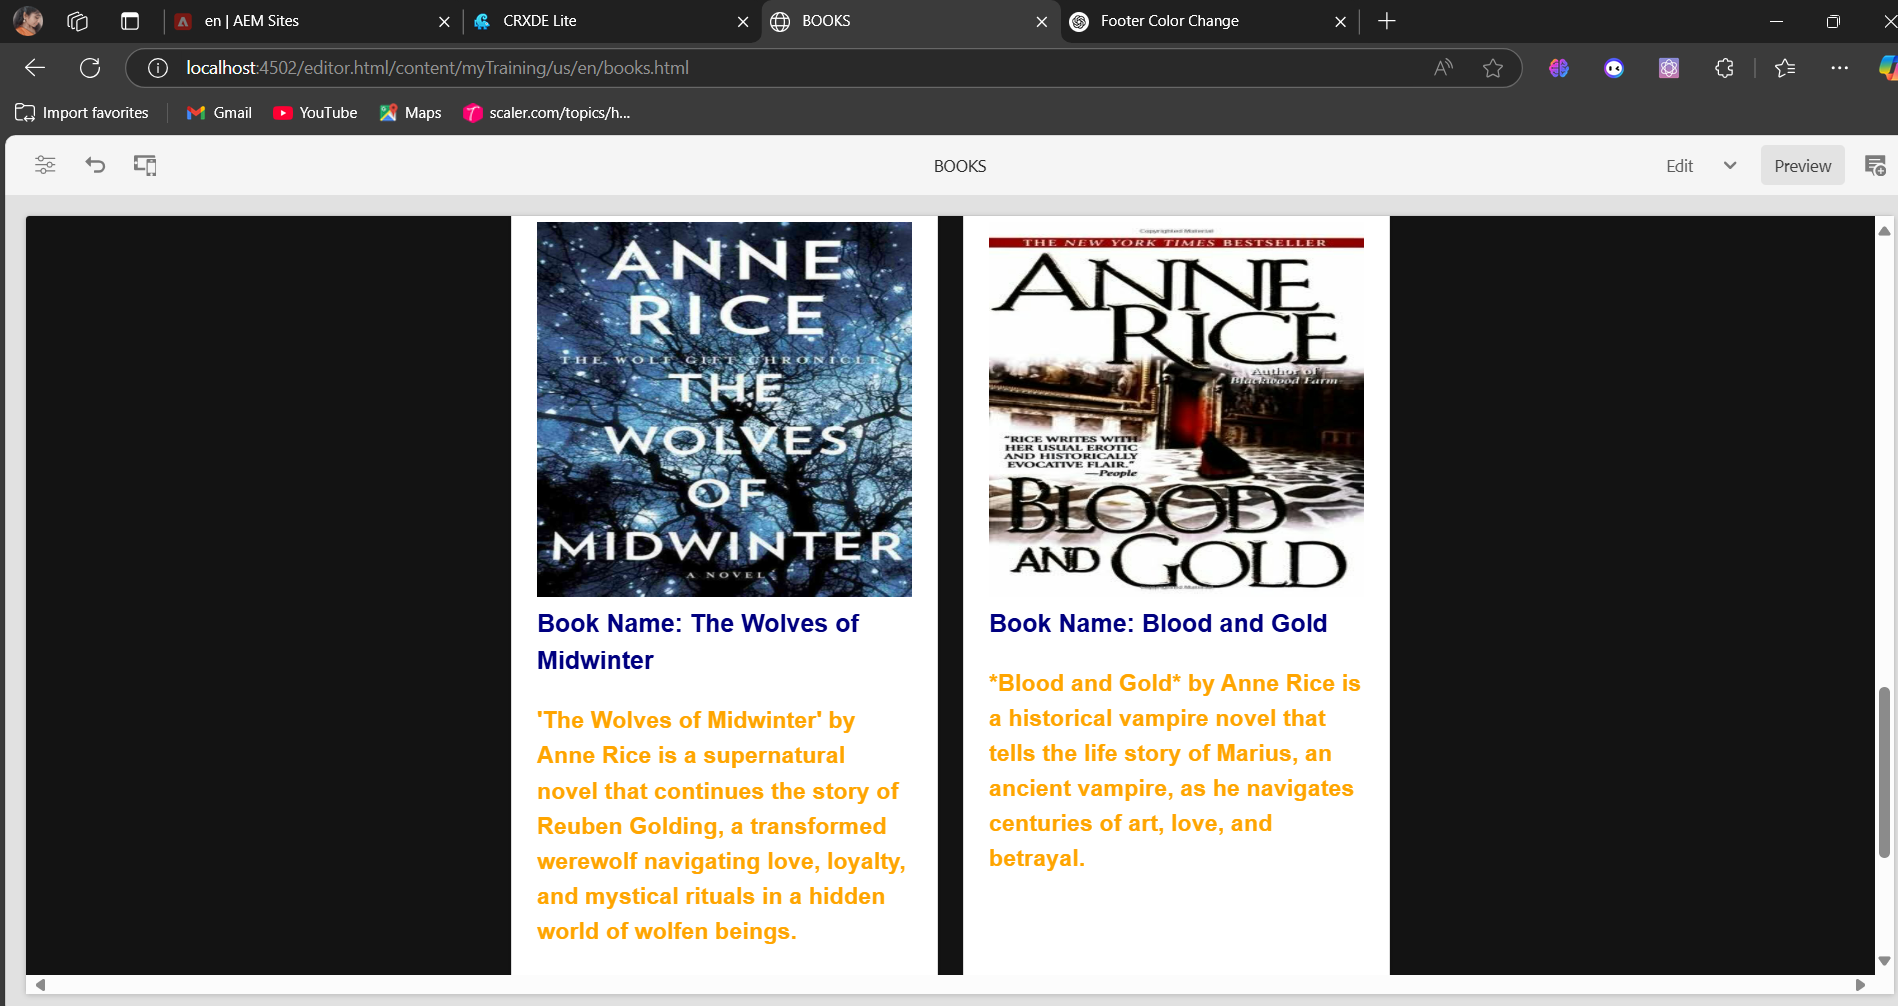 en | AEM Sites
CRXDE Lite
BOOKS
Footer Color Change
localhost:4502/editor.html/content/myTraining/us/en/books.html
Import favorites
Gmail
YouTube
Maps
scaler.com/topics/h...
BOOKS
Edit
Preview
ANNE
RICE
THE WOLF GIFT CHRONICLES
THE
WOLVES
OF
MIDWINTER
A NOVEL
Book Name: The Wolves of
Midwinter
'The Wolves of Midwinter' by
Anne Rice is a supernatural
novel that continues the story of
Reuben Golding, a transformed
werewolf navigating love, loyalty,
and mystical rituals in a hidden
world of wolfen beings.
Copyrighted Material
THE NEW YORK TIMES BESTSELLER
ANNE
RICE
Author of
Blackwood Farm
"RICE WRITES WITH
HER USUAL EROTIC
AND HISTORICALLY
EVOCATIVE FLAIR."
—People
BLOOD
AND GOLD
Copyrighted Material
Book Name: Blood and Gold
*Blood and Gold* by Anne Rice is
a historical vampire novel that
tells the life story of Marius, an
ancient vampire, as he navigates
centuries of art, love, and
betrayal.